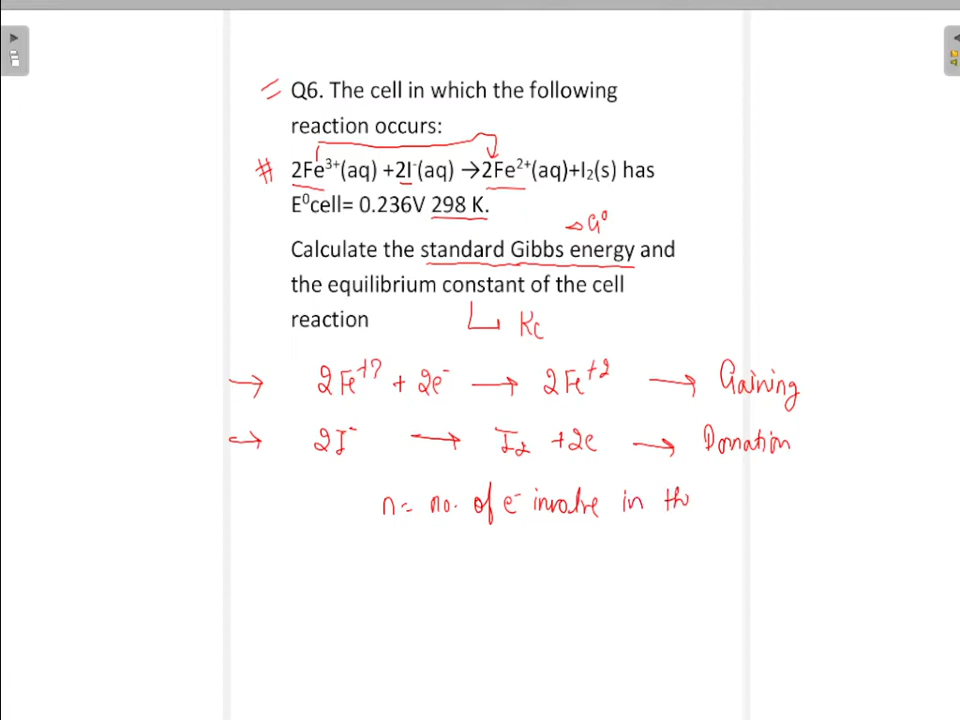 Q6. The cell in which the following
reaction occurs:
# 2Fe³⁺(aq) +2I⁻(aq) →2Fe²⁺(aq)+I₂(s) has
E⁰cell= 0.236V 298 K.
△G⁰
Calculate the standard Gibbs energy and
the equilibrium constant of the cell
reaction
Kc
→ 2Fe⁺³ + 2e⁻ → 2Fe⁺² → Gaining
→ 2I⁻ → I₂ + 2e → Donation
n = no. of e⁻ involve in the